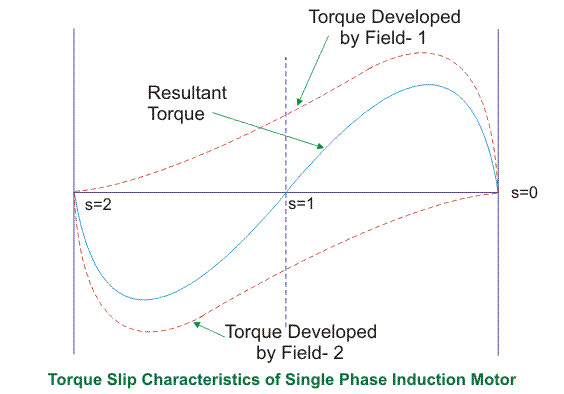 Torque Developed
by Field- 1
Resultant
Torque
s=2
s=1
s=0
Torque Developed
by Field- 2
Torque Slip Characteristics of Single Phase Induction Motor